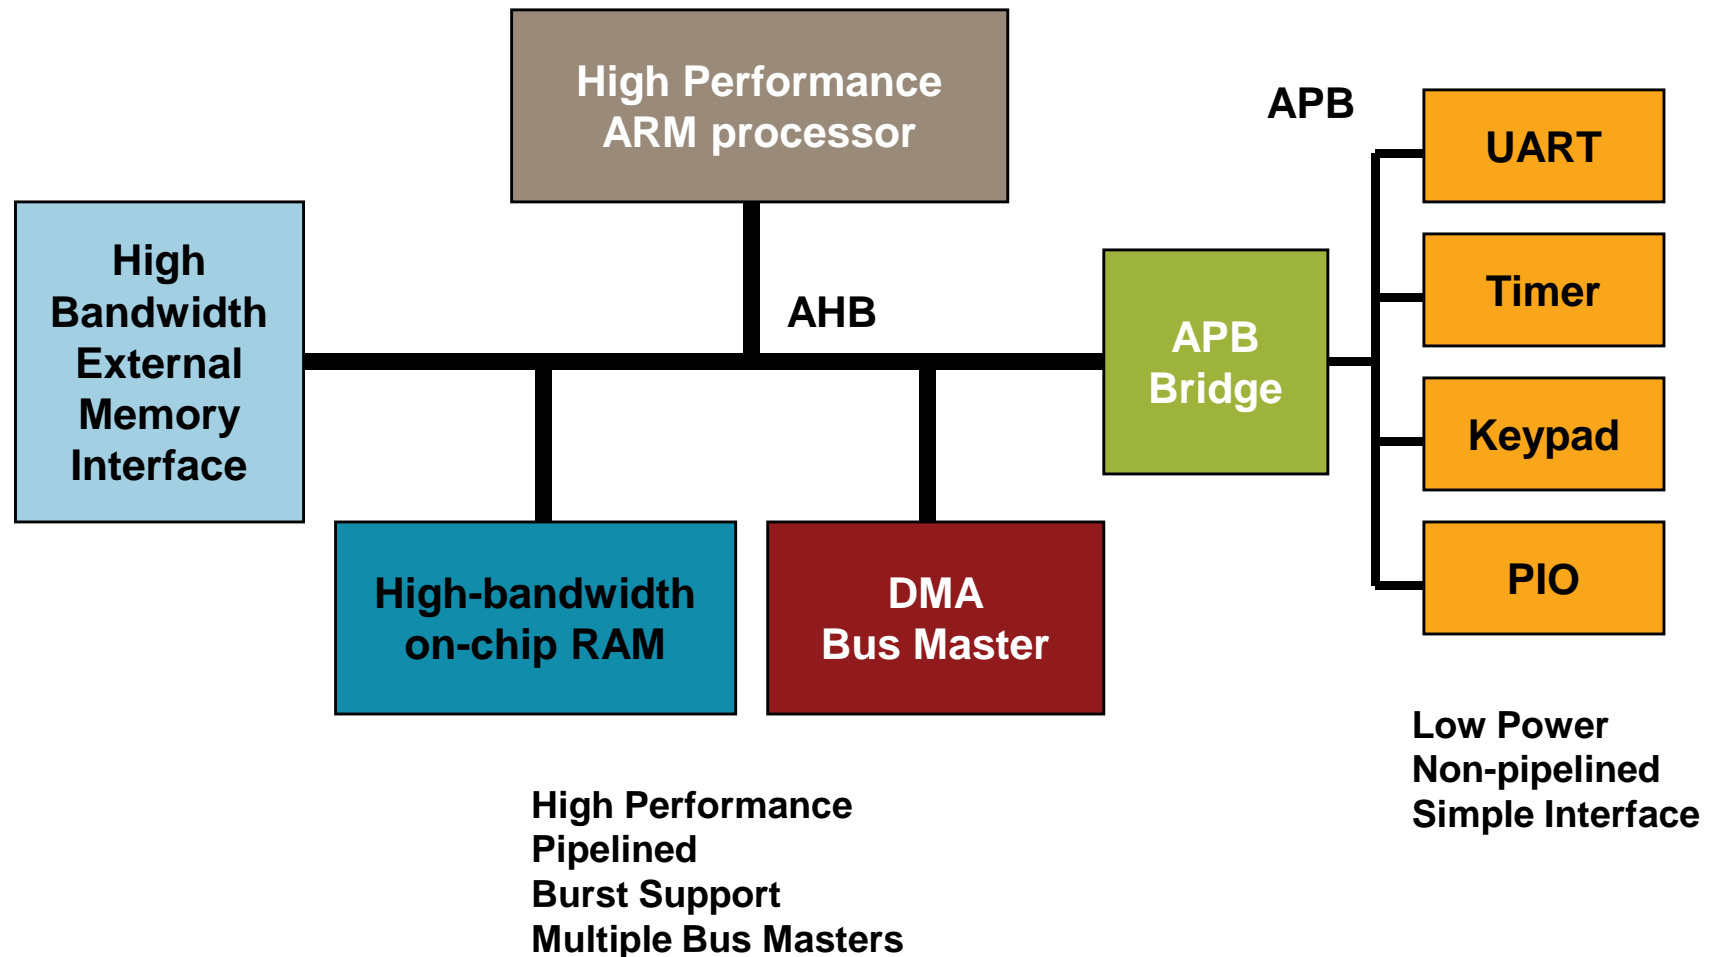 High Performance
ARM processor
APB
UART
High
Bandwidth
External
Memory
Interface
AHB
APB
Bridge
Timer
Keypad
High-bandwidth
on-chip RAM
DMA
Bus Master
PIO
Low Power
Non-pipelined
Simple Interface
High Performance
Pipelined
Burst Support
Multiple Bus Masters